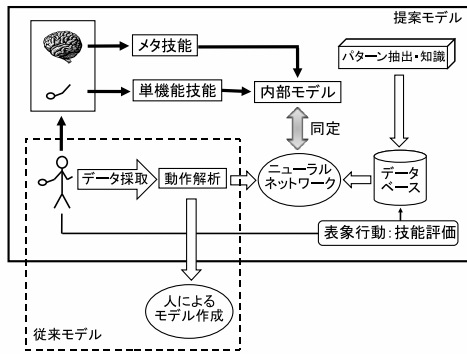 提案モデル
メタ技能
パターン抽出・知識
単機能技能
内部モデル
同定
データ採取
動作解析
ニューラル
ネットワーク
データ
ベース
表象行動:技能評価
人による
モデル作成
従来モデル